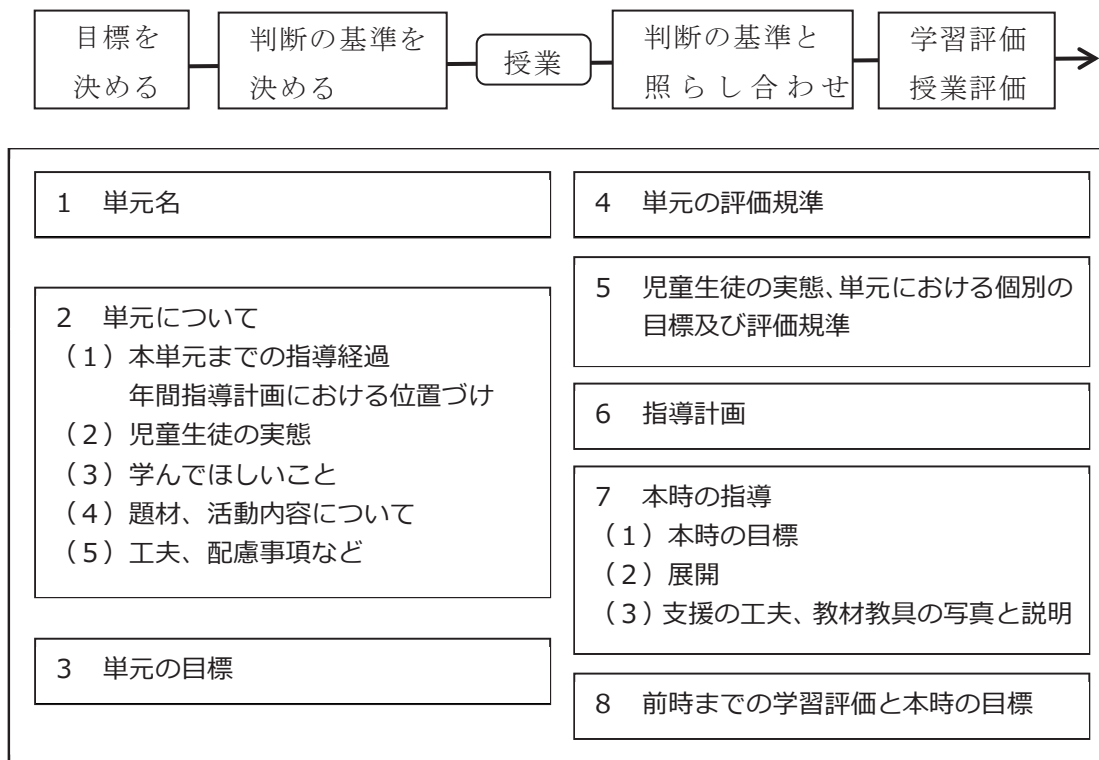 目標を
決める
判断の基準を
決める
授業
判断の基準と
照らし合わせ
学習評価
授業評価
1 単元名
2 単元について
(1)本単元までの指導経過
年間指導計画における位置づけ
(2)児童生徒の実態
(3)学んでほしいこと
(4)題材、活動内容について
(5)工夫、配慮事項など
3 単元の目標
4 単元の評価規準
5 児童生徒の実態、単元における個別の
目標及び評価規準
6 指導計画
7 本時の指導
(1)本時の目標
(2)展開
(3)支援の工夫、教材教具の写真と説明
8 前時までの学習評価と本時の目標